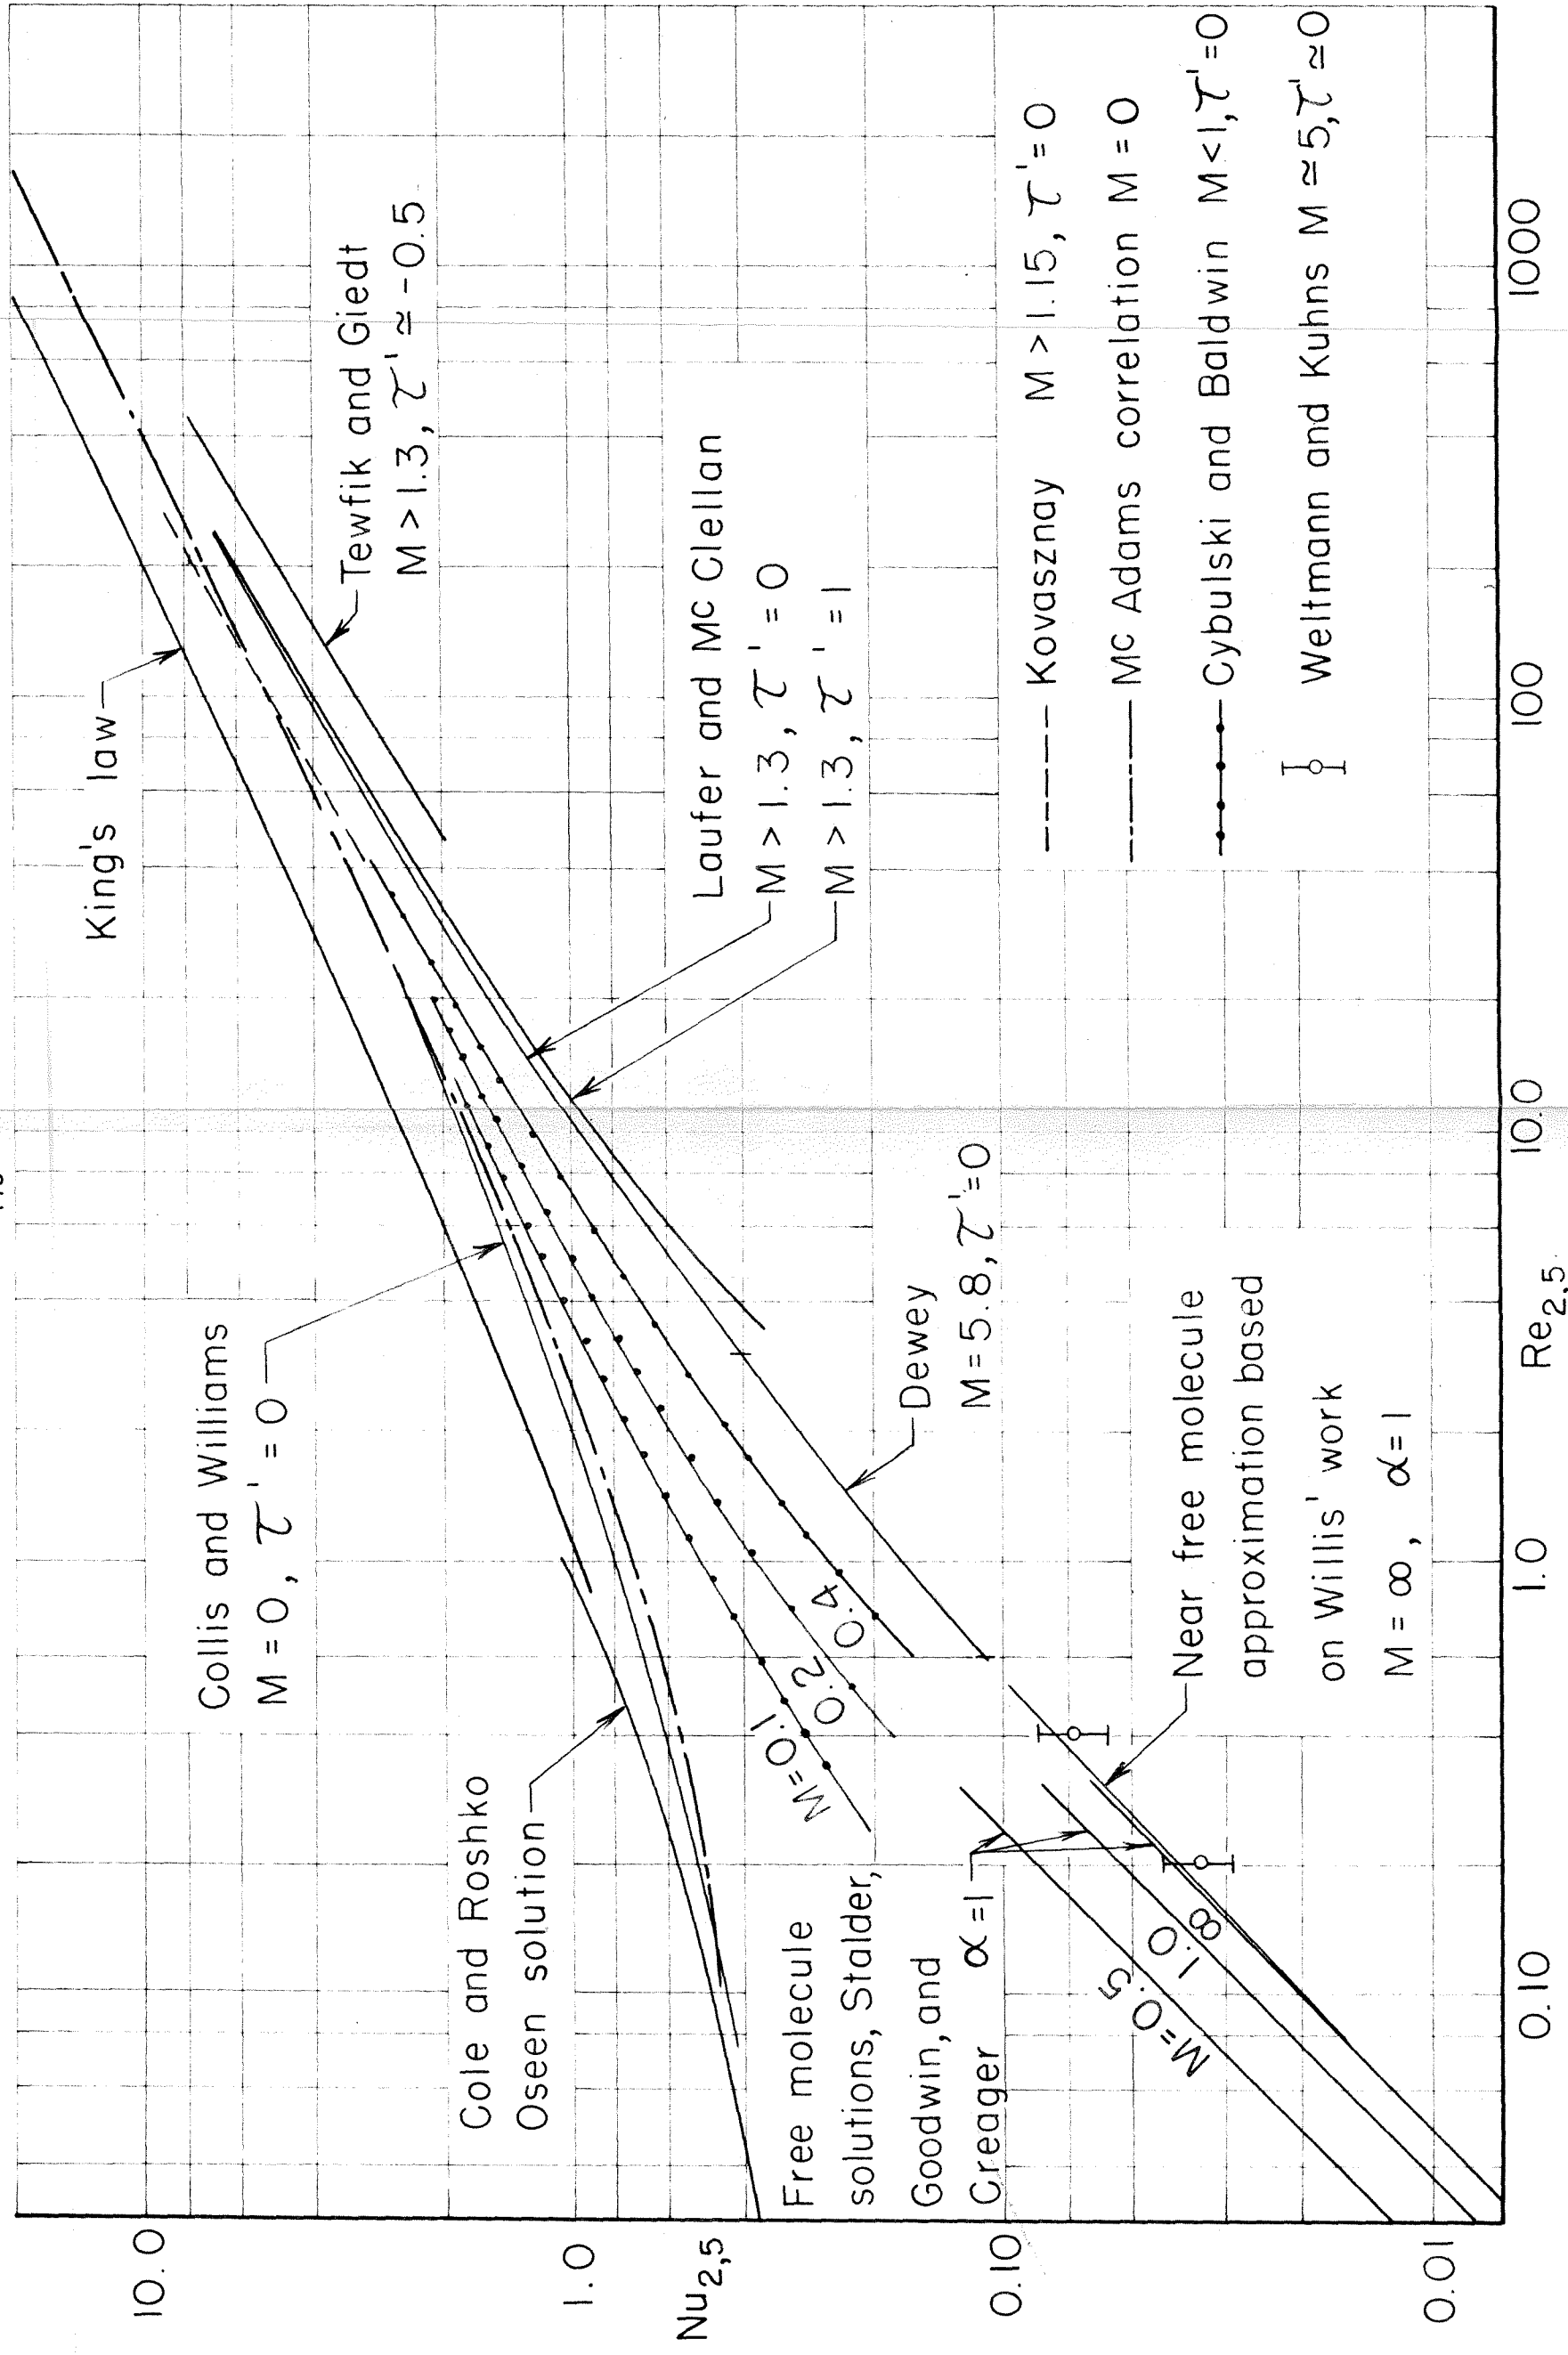 King's law
Tewfik and Giedt
M > 1.3, τ' ≃ -0.5
Collis and Williams
M = 0, τ' = 0
Laufer and Mc Clellan
M > 1.3, τ' = 0
M > 1.3, τ' = 1
Cole and Roshko
Oseen solution
M=0.1
0.2
0.4
Dewey
M = 5.8, τ' = 0
Free molecule
solutions, Stalder,
Goodwin, and
Creager α = 1
M=0.5
1.0
∞
Near free molecule
approximation based
on Willis' work
M = ∞, α = 1
Kovasznay M > 1.15, τ' = 0
Mc Adams correlation M = 0
Cybulski and Baldwin M < 1, τ' = 0
Weltmann and Kuhns M ≃ 5, τ' ≃ 0
10.0
1.0
Nu2,5
0.10
0.01
0.10
1.0
10.0
100
1000
Re2,5